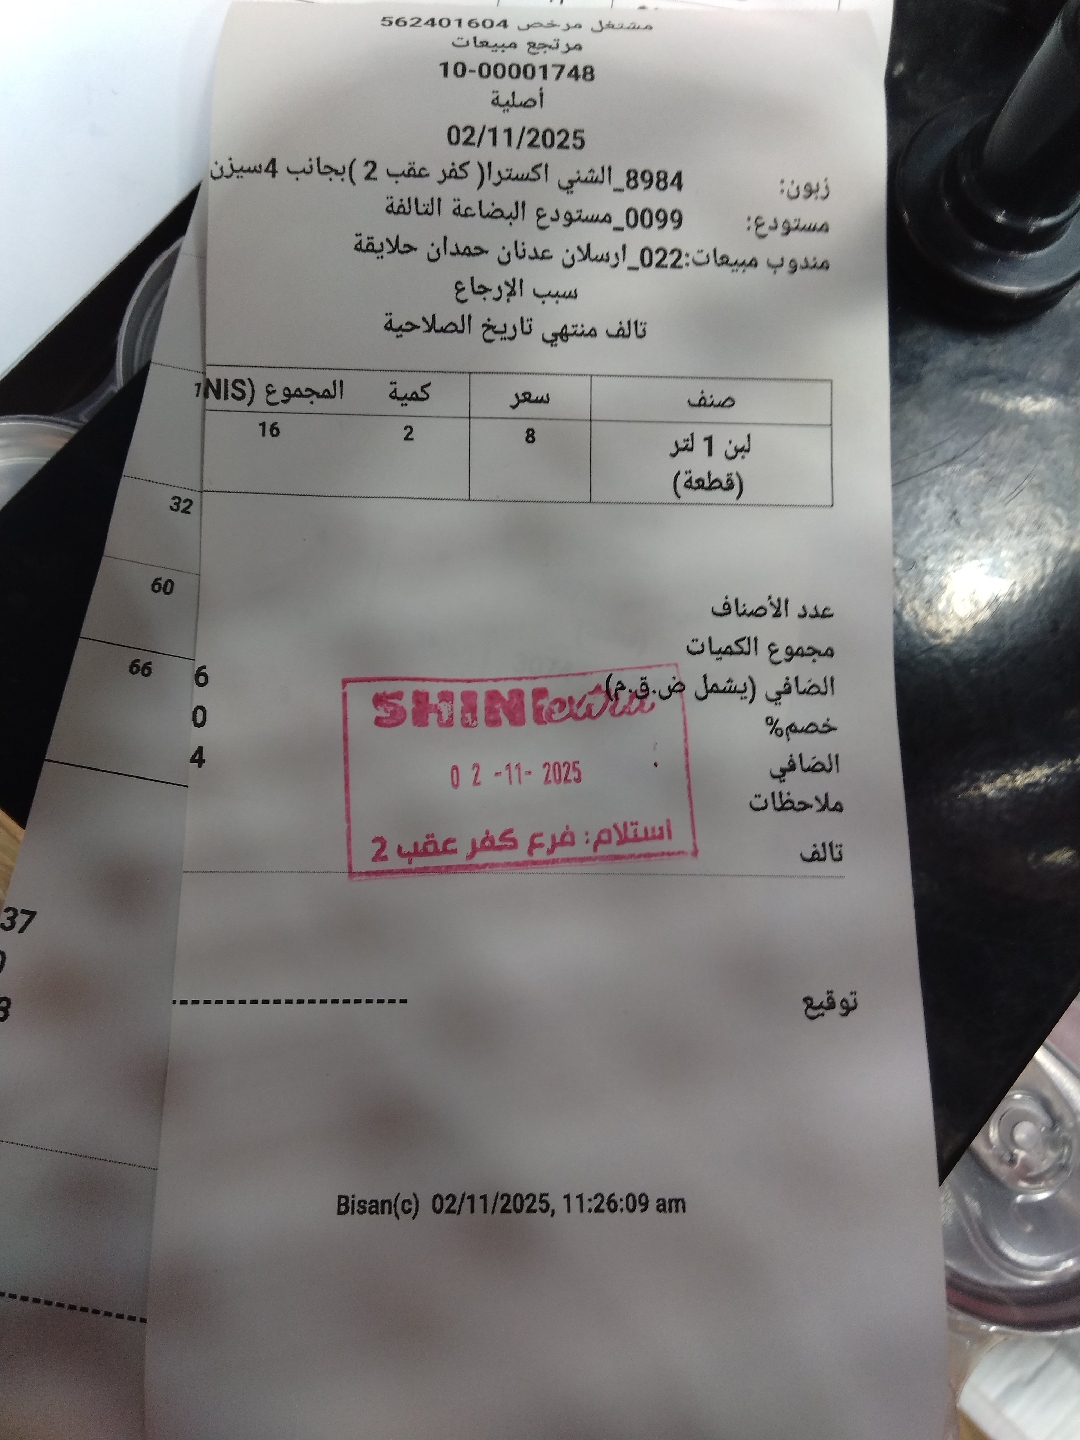 مشتغل مرخص 562401604
مرتجع مبيعات
10-00001748
أصلية
02/11/2025
زبون: 8984_الشني اكسترا( كفر عقب 2 )بجانب 4سيزن
مستودع: 0099_مستودع البضاعة التالفة
مندوب مبيعات:022_ارسلان عدنان حمدان حلايقة
سبب الإرجاع
تالف منتهي تاريخ الصلاحية
صنف سعر كمية المجموع (NIS
لبن 1 لتر 8 2 16
(قطعة)
32
60
66
عدد الأصناف
مجموع الكميات
الصافي (يشمل ض.ق.م) 6
خصم% 0
الصافي 4
ملاحظات
تالف
SHINI extra
02-11-2025
استلام: فرع كفر عقب 2
37
توقيع
Bisan(c) 02/11/2025, 11:26:09 am